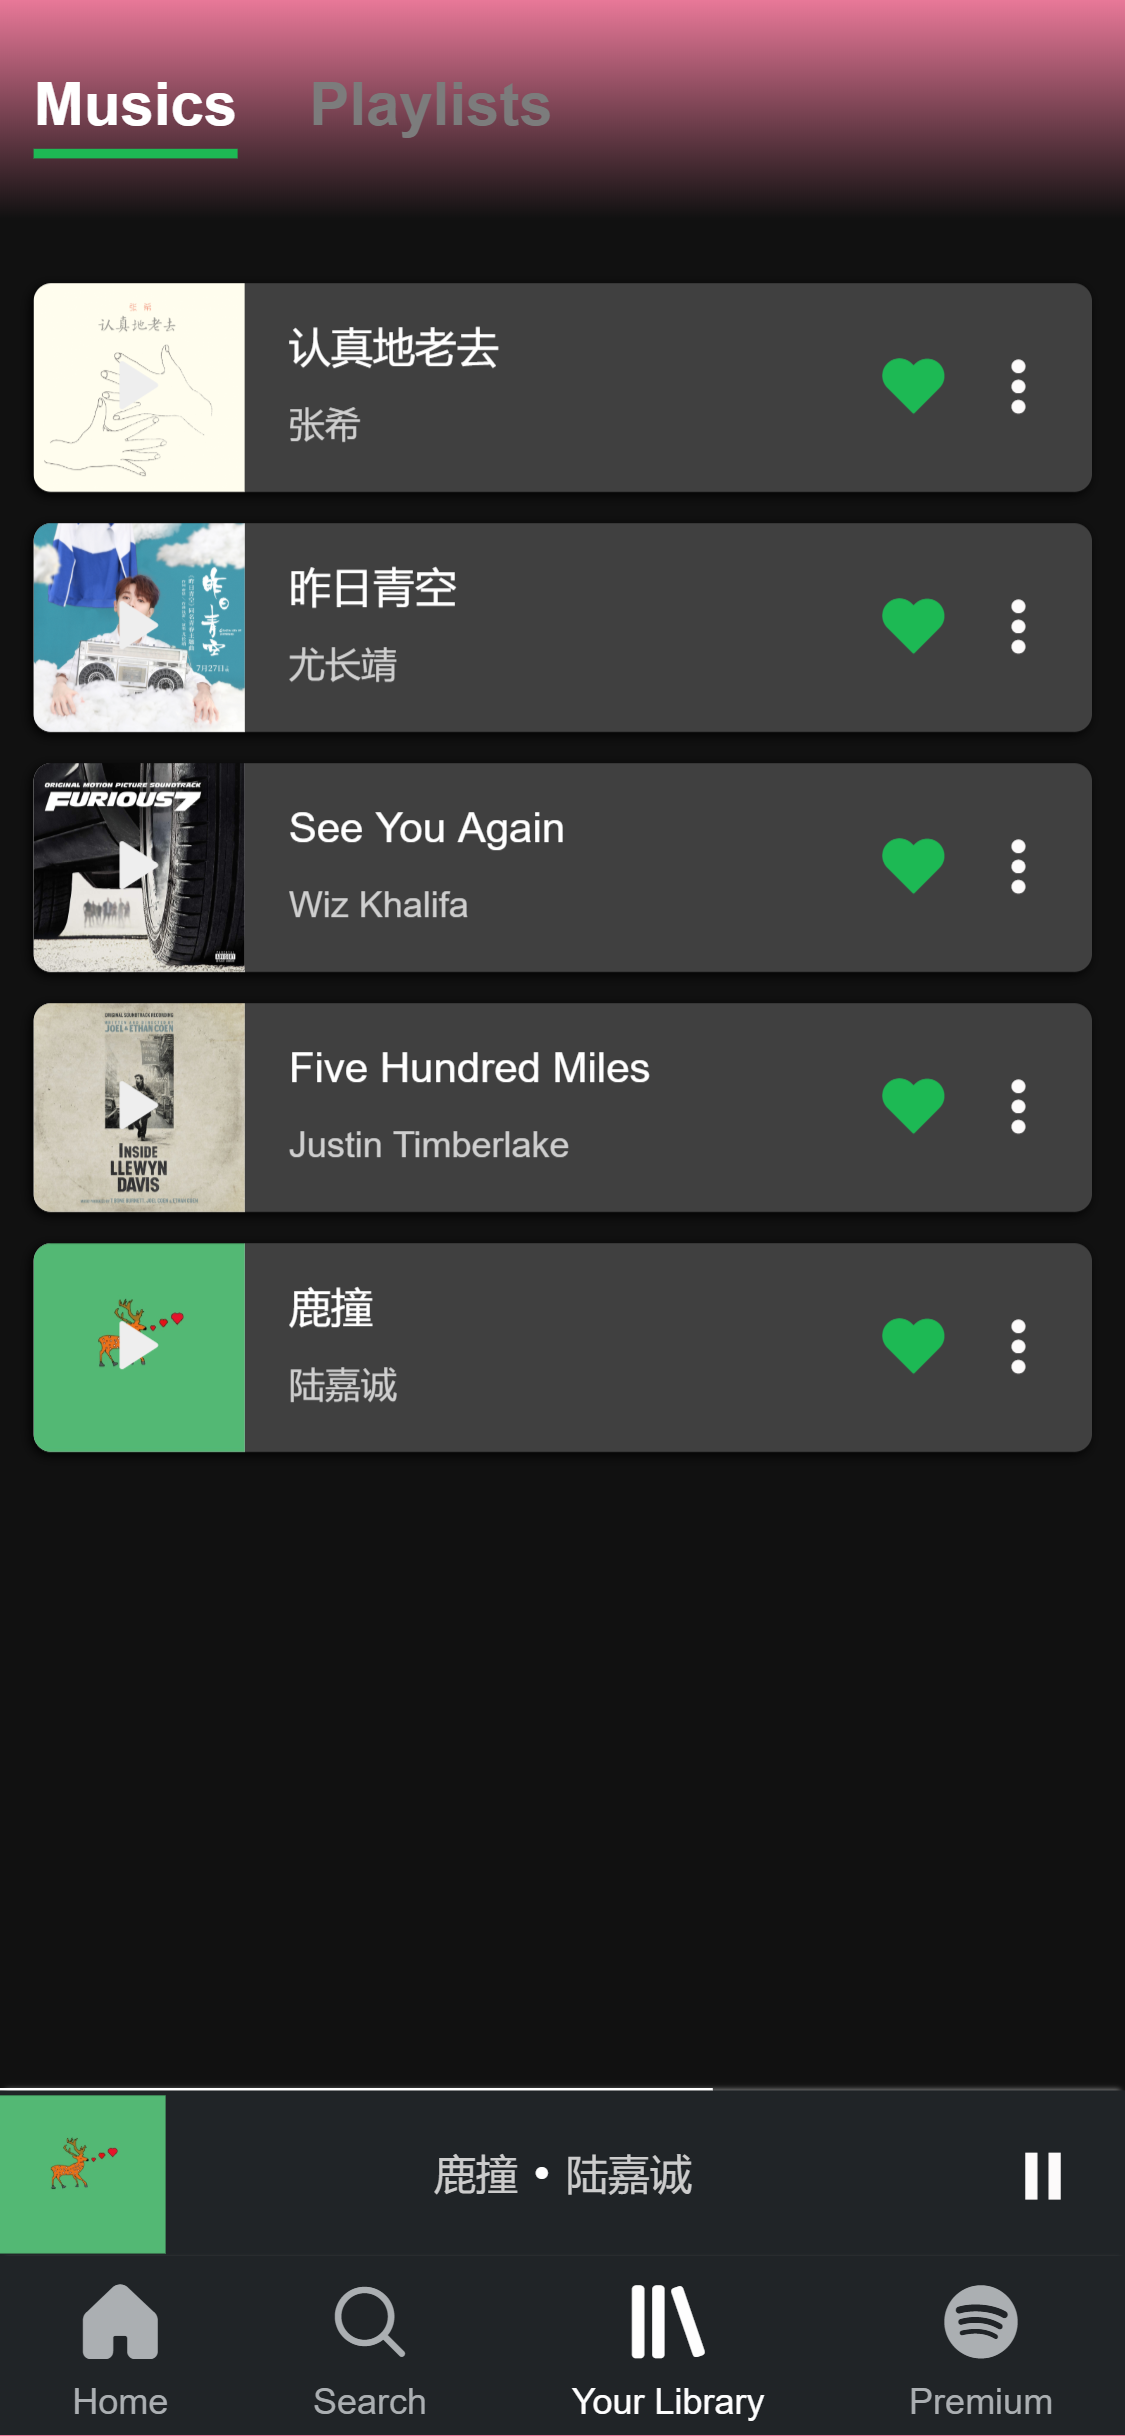 Musics
Playlists
张 希
认真地老去
认真地老去
张希
昨日青空
7月27日
昨日青空
尤长靖
ORIGINAL MOTION PICTURE SOUNDTRACK
FURIOUS 7
See You Again
Wiz Khalifa
ORIGINAL SOUNDTRACK RECORDING
JOEL & ETHAN COEN
INSIDE
LLEWYN
DAVIS
Five Hundred Miles
Justin Timberlake
鹿撞
陆嘉诚
鹿撞 • 陆嘉诚
Home
Search
Your Library
Premium